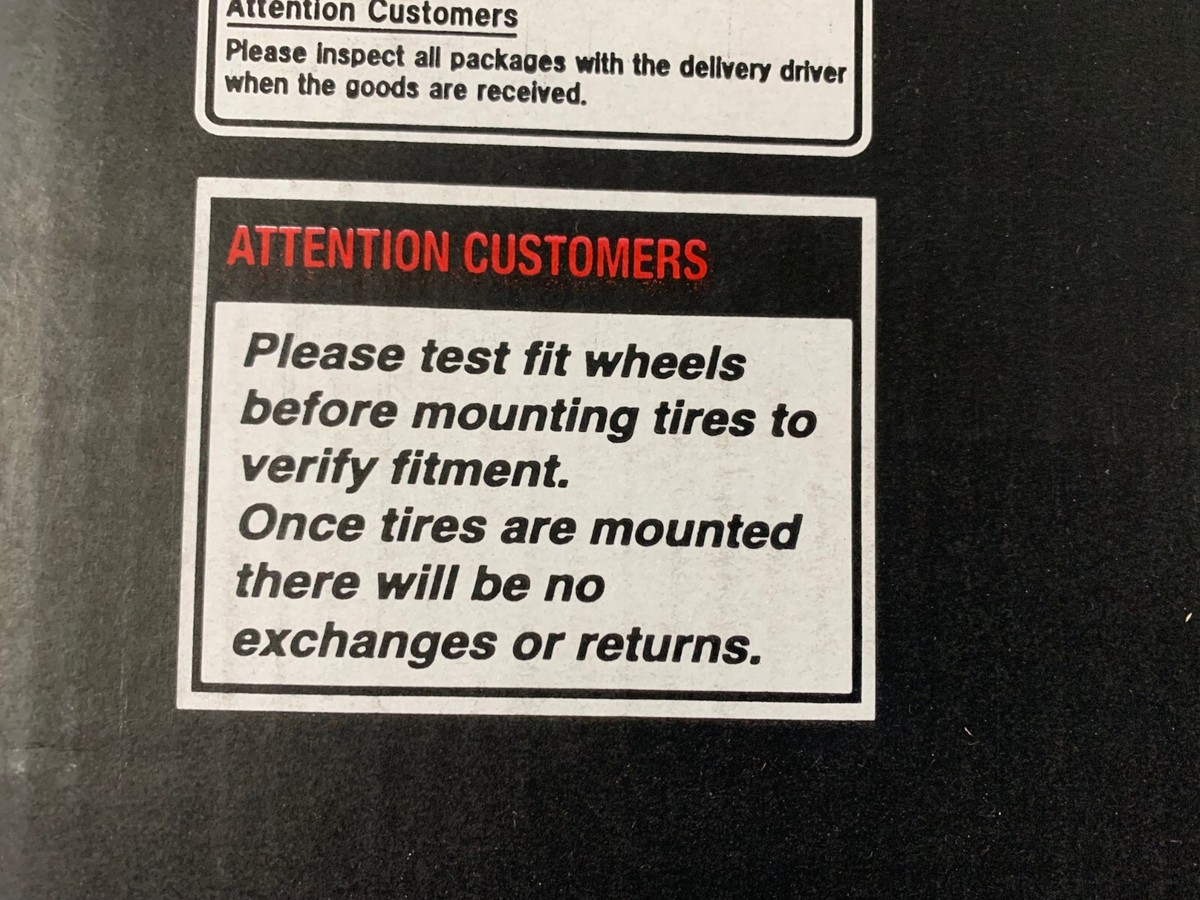 Attention Customers
Please inspect all packages with the delivery driver
when the goods are received.
ATTENTION CUSTOMERS
Please test fit wheels
before mounting tires to
verify fitment.
Once tires are mounted
there will be no
exchanges or returns.